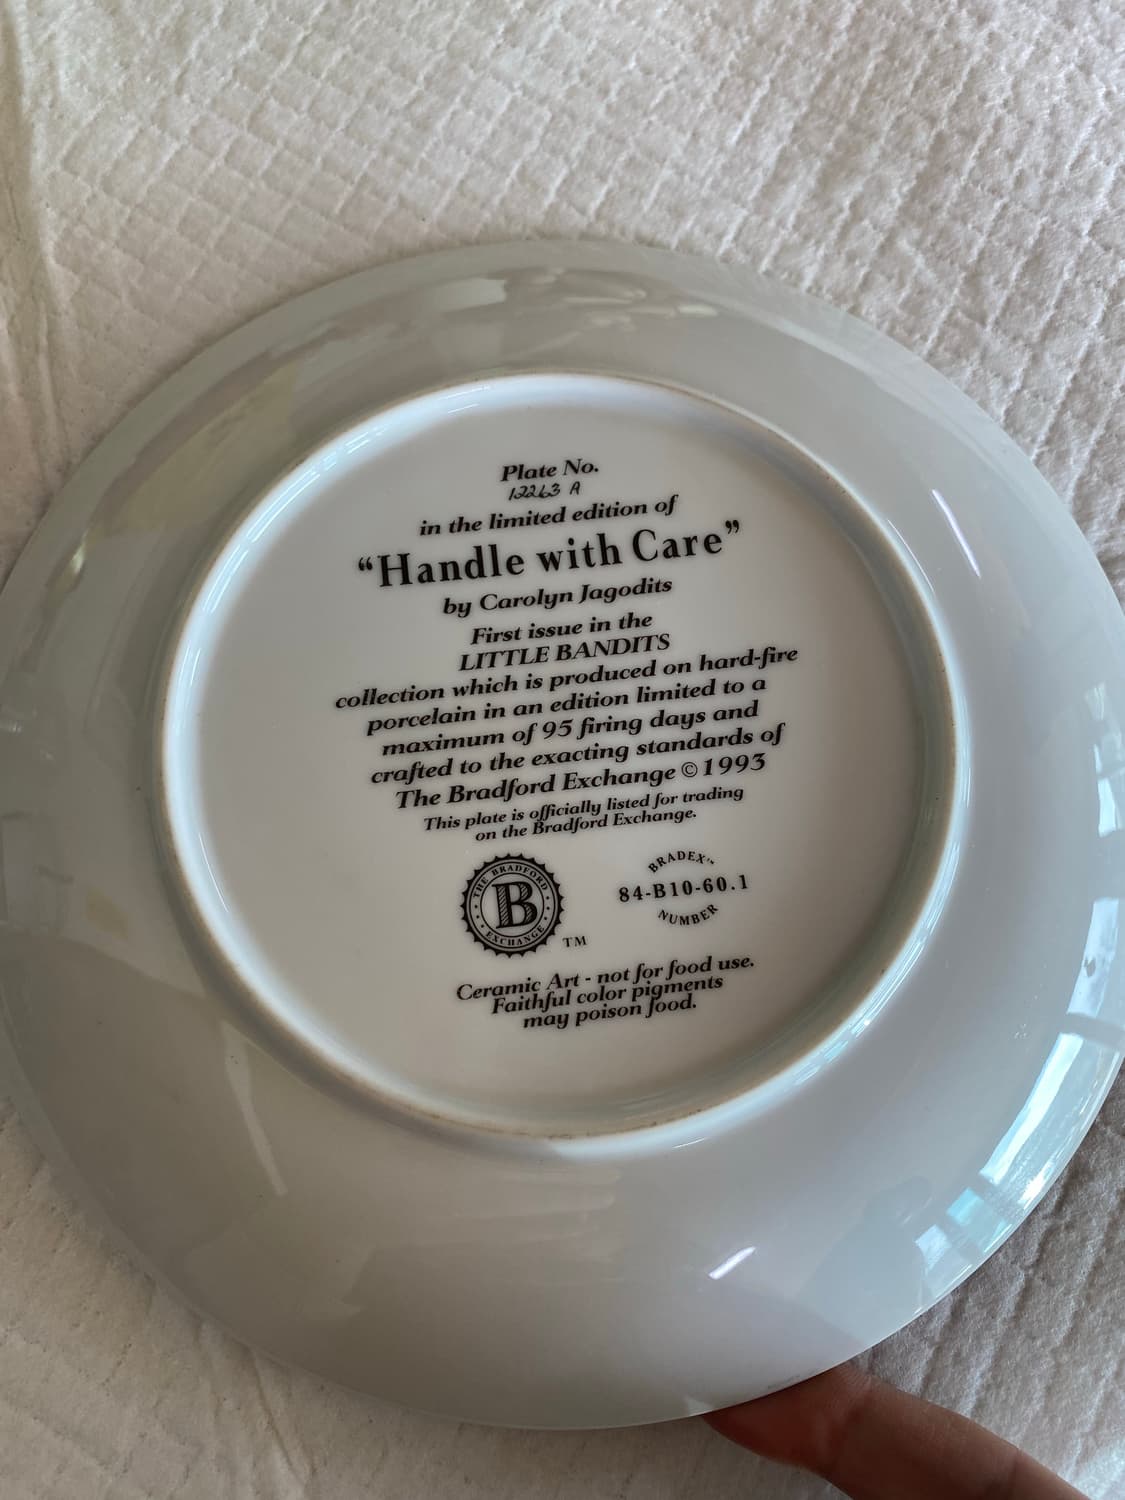 Plate No.
12263 A
in the limited edition of
“Handle with Care”
by Carolyn Jagodits
First issue in the
LITTLE BANDITS
collection which is produced on hard-fire
porcelain in an edition limited to a
maximum of 95 firing days and
crafted to the exacting standards of
The Bradford Exchange © 1993
This plate is officially listed for trading
on the Bradford Exchange.
THE BRADFORD
B
EXCHANGE
TM
BRADEX™
84-B10-60.1
NUMBER
Ceramic Art - not for food use.
Faithful color pigments
may poison food.